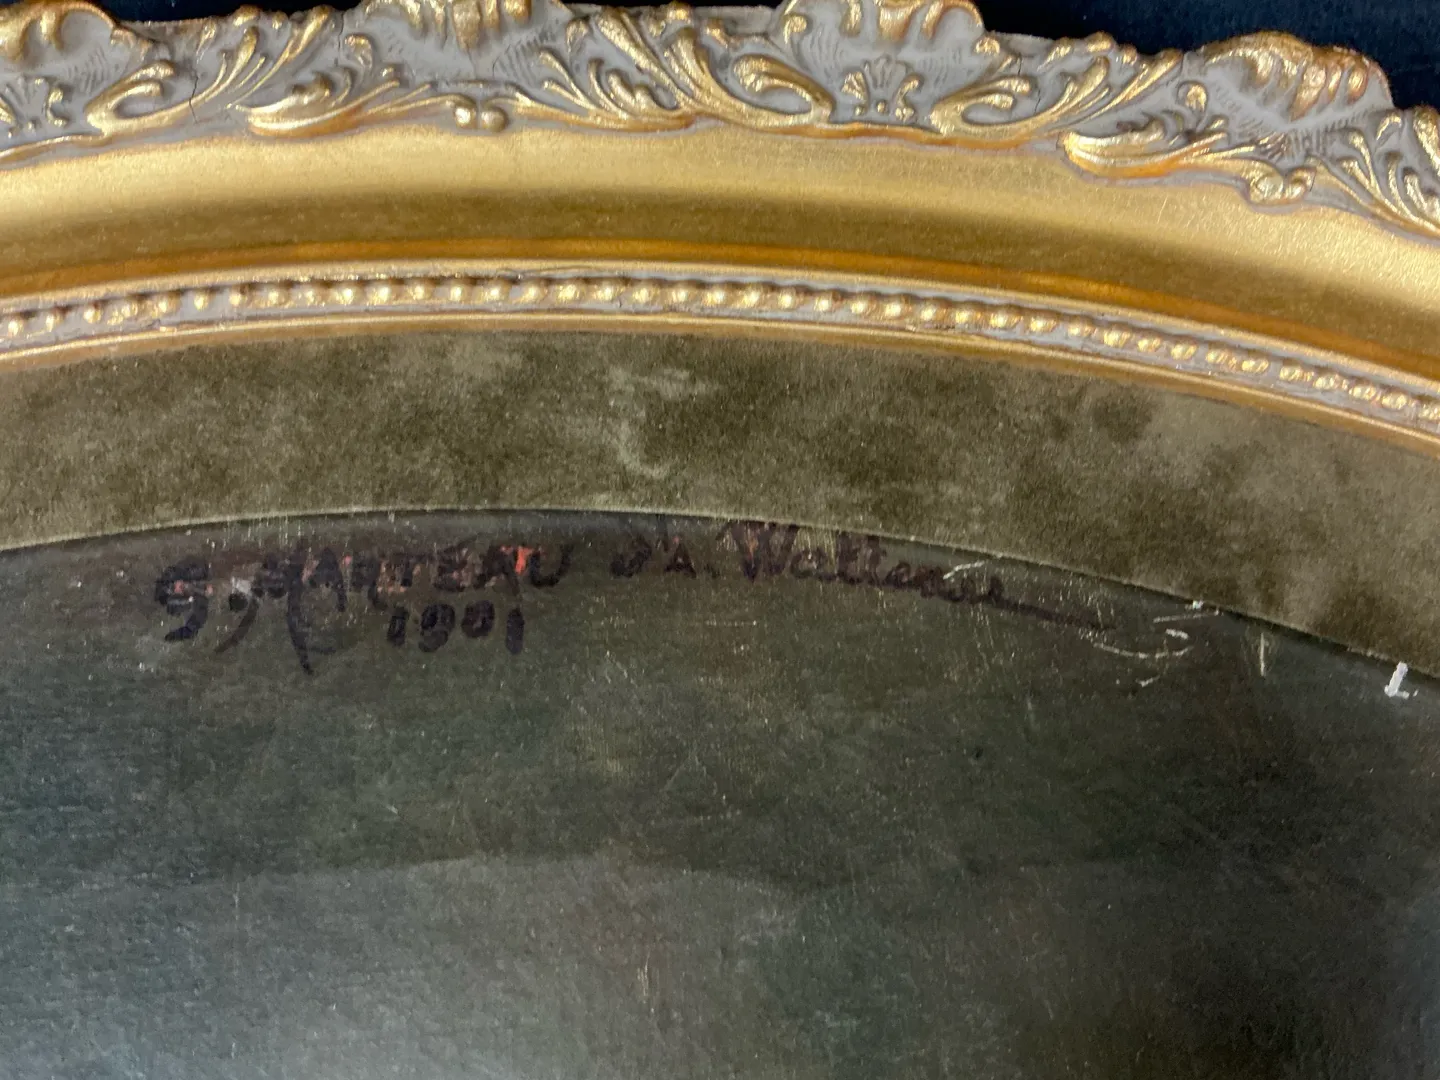 G. MARTEAU d'A. Watteau
1901